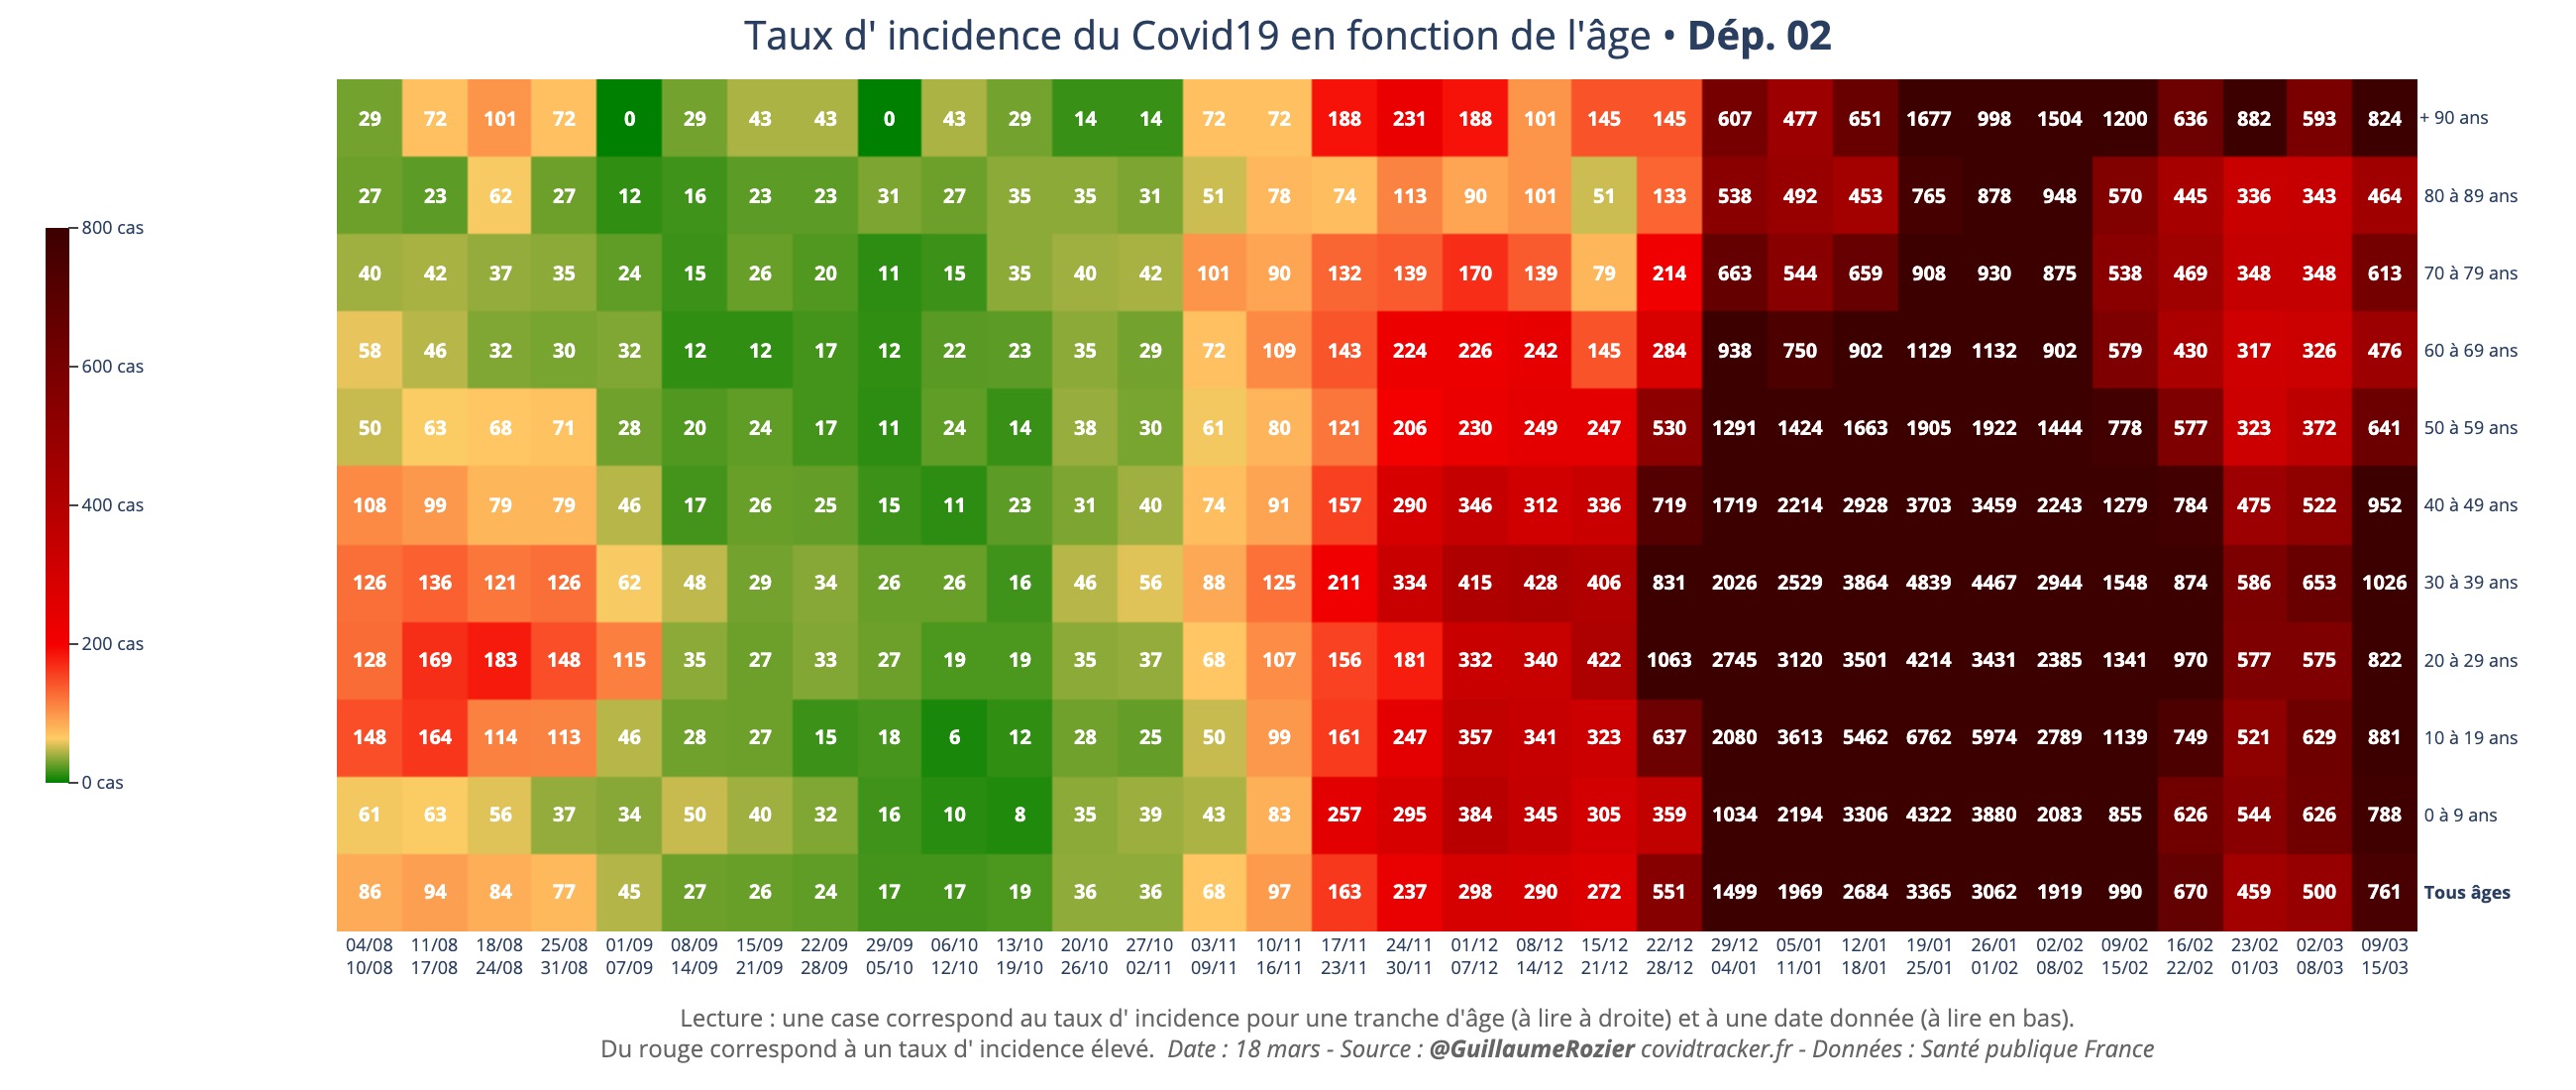 Taux d' incidence du Covid19 en fonction de l'âge • Dép. 02
800 cas
600 cas
400 cas
200 cas
0 cas
29 72 101 72 0 29 43 43 0 43 29 14 14 72 72 188 231 188 101 145 145 607 477 651 1677 998 1504 1200 636 882 593 824 + 90 ans
27 23 62 27 12 16 23 23 31 27 35 35 31 51 78 74 113 90 101 51 133 538 492 453 765 878 948 570 445 336 343 464 80 à 89 ans
40 42 37 35 24 15 26 20 11 15 35 40 42 101 90 132 139 170 139 79 214 663 544 659 908 930 875 538 469 348 348 613 70 à 79 ans
58 46 32 30 32 12 12 17 12 22 23 35 29 72 109 143 224 226 242 145 284 938 750 902 1129 1132 902 579 430 317 326 476 60 à 69 ans
50 63 68 71 28 20 24 17 11 24 14 38 30 61 80 121 206 230 249 247 530 1291 1424 1663 1905 1922 1444 778 577 323 372 641 50 à 59 ans
108 99 79 79 46 17 26 25 15 11 23 31 40 74 91 157 290 346 312 336 719 1719 2214 2928 3703 3459 2243 1279 784 475 522 952 40 à 49 ans
126 136 121 126 62 48 29 34 26 26 16 46 56 88 125 211 334 415 428 406 831 2026 2529 3864 4839 4467 2944 1548 874 586 653 1026 30 à 39 ans
128 169 183 148 115 35 27 33 27 19 19 35 37 68 107 156 181 332 340 422 1063 2745 3120 3501 4214 3431 2385 1341 970 577 575 822 20 à 29 ans
148 164 114 113 46 28 27 15 18 6 12 28 25 50 99 161 247 357 341 323 637 2080 3613 5462 6762 5974 2789 1139 749 521 629 881 10 à 19 ans
61 63 56 37 34 50 40 32 16 10 8 35 39 43 83 257 295 384 345 305 359 1034 2194 3306 4322 3880 2083 855 626 544 626 788 0 à 9 ans
86 94 84 77 45 27 26 24 17 17 19 36 36 68 97 163 237 298 290 272 551 1499 1969 2684 3365 3062 1919 990 670 459 500 761 Tous âges
04/08 11/08 18/08 25/08 01/09 08/09 15/09 22/09 29/09 06/10 13/10 20/10 27/10 03/11 10/11 17/11 24/11 01/12 08/12 15/12 22/12 29/12 05/01 12/01 19/01 26/01 02/02 09/02 16/02 23/02 02/03 09/03
10/08 17/08 24/08 31/08 07/09 14/09 21/09 28/09 05/10 12/10 19/10 26/10 02/11 09/11 16/11 23/11 30/11 07/12 14/12 21/12 28/12 04/01 11/01 18/01 25/01 01/02 08/02 15/02 22/02 01/03 08/03 15/03
Lecture : une case correspond au taux d' incidence pour une tranche d'âge (à lire à droite) et à une date donnée (à lire en bas).
Du rouge correspond à un taux d' incidence élevé. Date : 18 mars - Source : @GuillaumeRozier covidtracker.fr - Données : Santé publique France